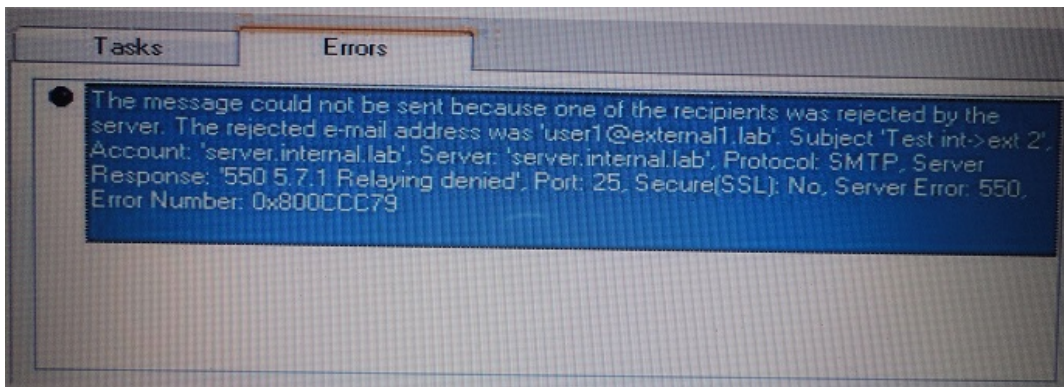 Tasks
Errors
The message could not be sent because one of the recipients was rejected by the
server. The rejected e-mail address was 'user1@external1.lab'. Subject 'Test int->ext 2',
Account: 'server.internal.lab', Server: 'server.internal.lab', Protocol: SMTP, Server
Response: '550 5.7.1 Relaying denied', Port: 25, Secure(SSL): No, Server Error: 550,
Error Number: 0x800CCC79